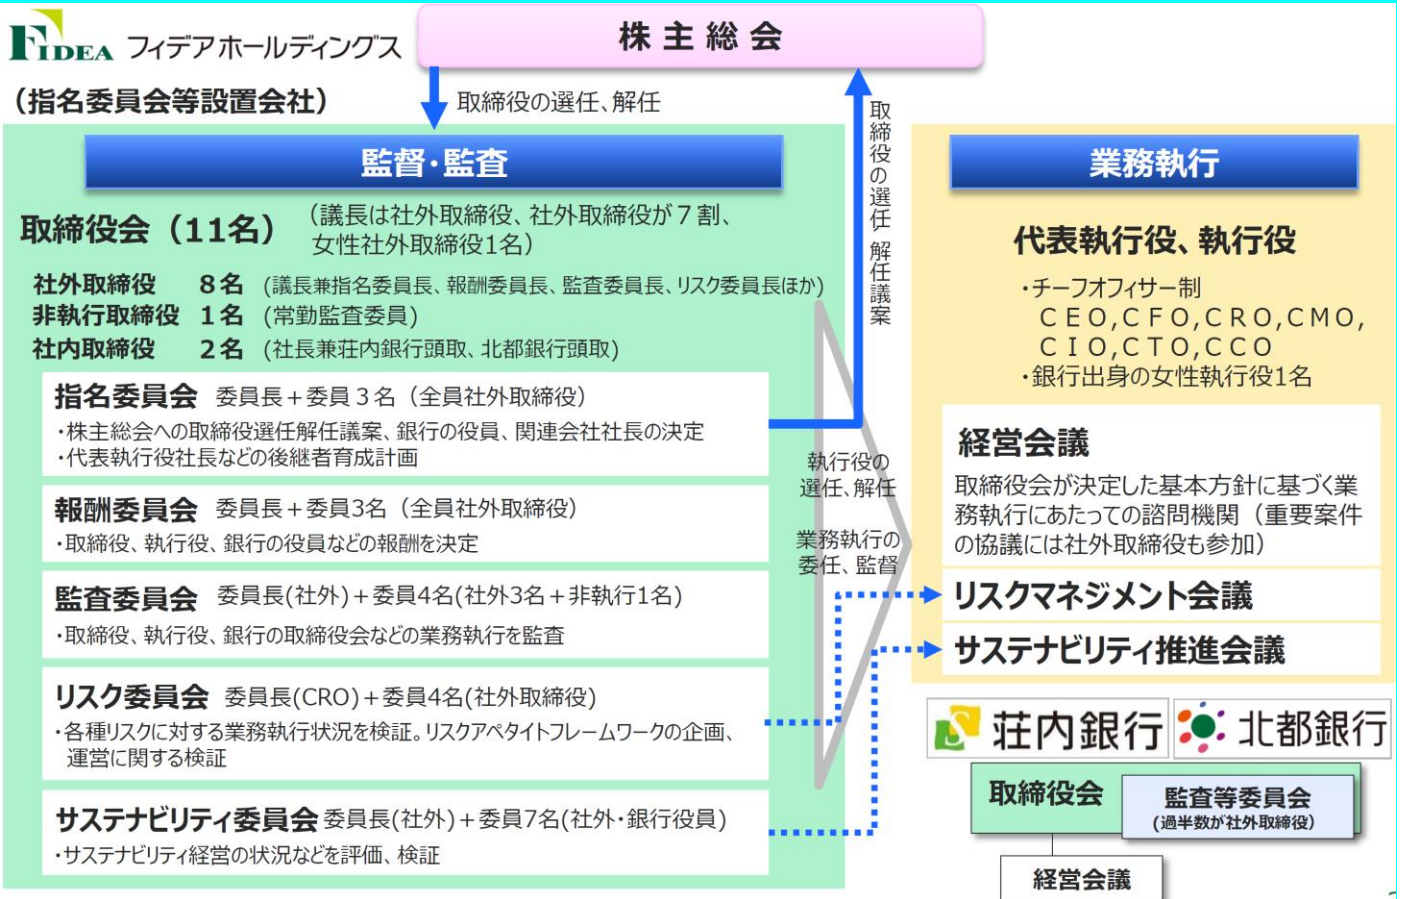 FIDEA フィデアホールディングス
(指名委員会等設置会社)
株主総会
取締役の選任、解任
監督・監査
取締役会(11名)
(議長は社外取締役、社外取締役が7割、
女性社外取締役1名)
社外取締役 8名 (議長兼指名委員長、報酬委員長、監査委員長、リスク委員長ほか)
非執行取締役 1名 (常勤監査委員)
社内取締役 2名 (社長兼荘内銀行頭取、北都銀行頭取)
指名委員会 委員長+委員3名(全員社外取締役)
・株主総会への取締役選任解任議案、銀行の役員、関連会社社長の決定
・代表執行役社長などの後継者育成計画
報酬委員会 委員長+委員3名(全員社外取締役)
・取締役、執行役、銀行の役員などの報酬を決定
監査委員会 委員長(社外)+委員4名(社外3名+非執行1名)
・取締役、執行役、銀行の取締役会などの業務執行を監査
リスク委員会 委員長(CRO)+委員4名(社外取締役)
・各種リスクに対する業務執行状況を検証。リスクアペタイトフレームワークの企画、
運営に関する検証
サステナビリティ委員会 委員長(社外)+委員7名(社外・銀行役員)
・サステナビリティ経営の状況などを評価、検証
取締役の選任、解任議案
執行役の
選任、解任
業務執行の
委任、監督
業務執行
代表執行役、執行役
・チーフオフィサー制
CEO,CFO,CRO,CMO,
CIO,CTO,CCO
・銀行出身の女性執行役1名
経営会議
取締役会が決定した基本方針に基づく業
務執行にあたっての諮問機関(重要案件
の協議には社外取締役も参加)
リスクマネジメント会議
サステナビリティ推進会議
荘内銀行
北都銀行
取締役会
監査等委員会
(過半数が社外取締役)
経営会議